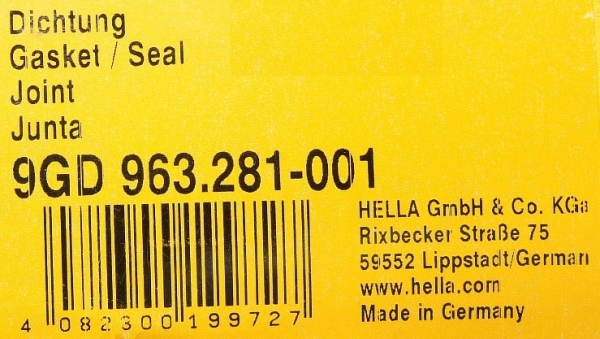 Dichtung
Gasket / Seal
Joint
Junta
9GD 963.281-001
HELLA GmbH & Co. KGa
Rixbecker Straße 75
59552 Lippstadt/German
www.hella.com
Made in Germany
4 082300 199727